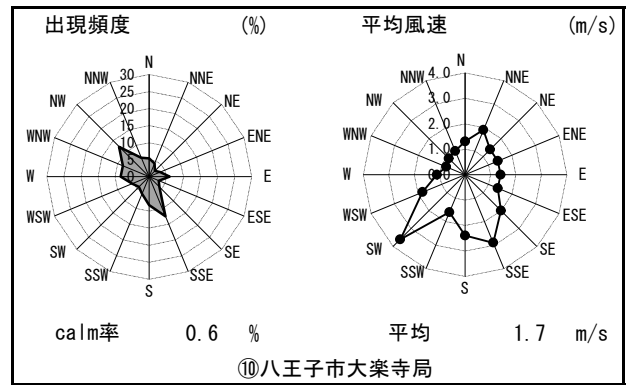 出現頻度 (%) 平均風速 (m/s)
N N
NNW 30 NNE NNW 4.0 NNE
25
NW 20 NE NW 3.0 NE
15 2.0
WNW 10 ENE WNW 1.0 ENE
5
W 0 E W 0.0 E
WSW ESE WSW ESE
SW SE SW SE
SSW SSE SSW SSE
S S
calm率 0.6 % 平均 1.7 m/s
⑩八王子市大楽寺局